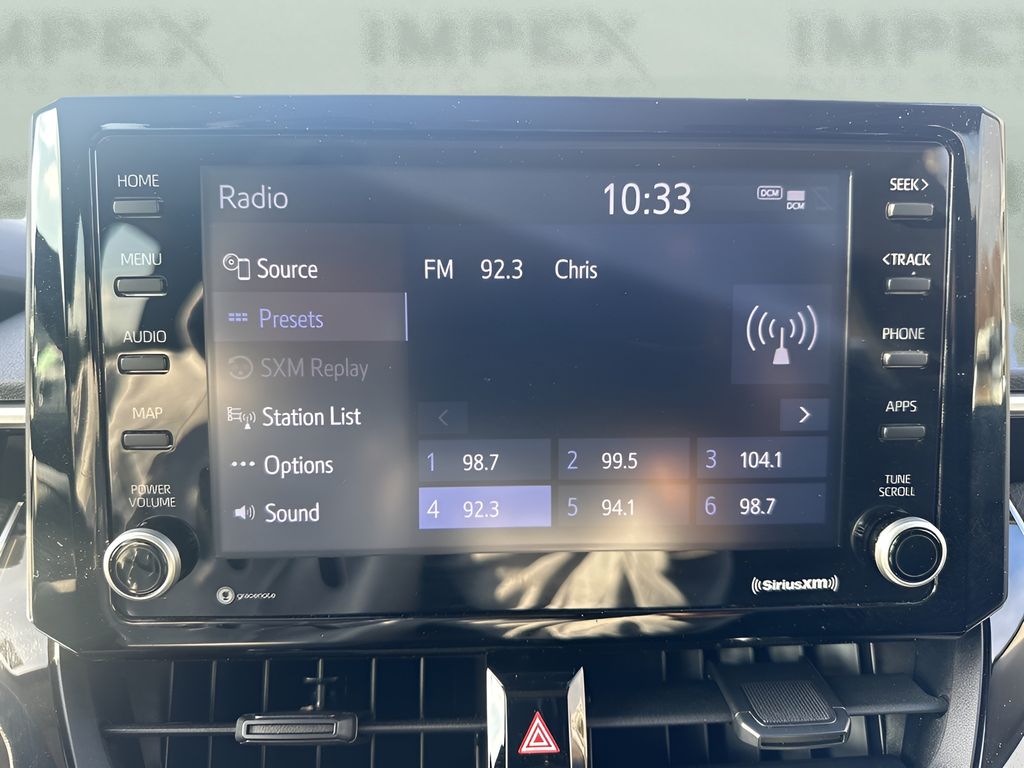 IMPEX IMPEX IMPEX
HOME
MENU
AUDIO
MAP
POWER
VOLUME
Radio 10:33 DCM DCM
Source
Presets
SXM Replay
Station List
Options
Sound
FM 92.3 Chris
< >
1 98.7 2 99.5 3 104.1
4 92.3 5 94.1 6 98.7
SEEK>
<TRACK
PHONE
APPS
TUNE
SCROLL
gracenote
SiriusXM